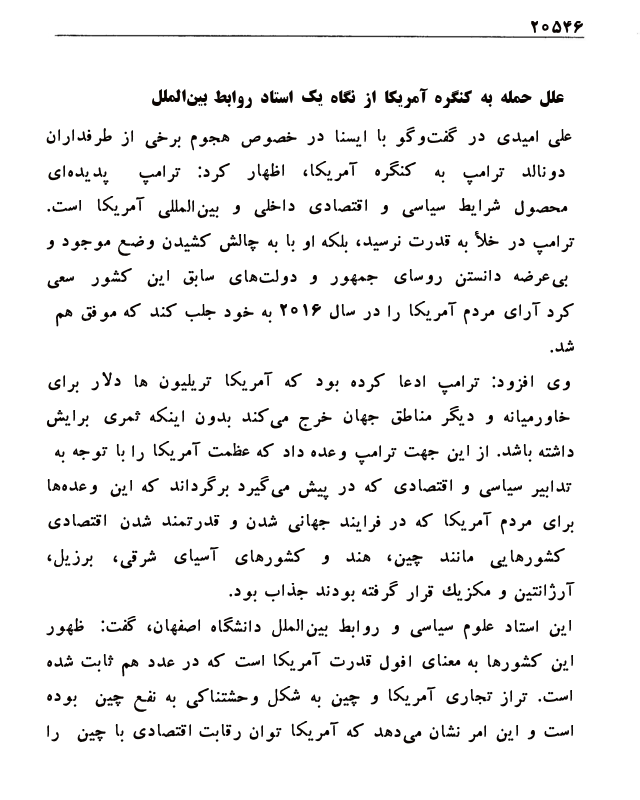 ۲۰۵۴۶
علل حمله به کنگره آمریکا از نگاه یک استاد روابط بین‌الملل
علی امیدی در گفت‌وگو با ایسنا در خصوص هجوم برخی از طرفداران
دونالد ترامپ به کنگره آمریکا، اظهار کرد: ترامپ پدیده‌ای
محصول شرایط سیاسی و اقتصادی داخلی و بین‌المللی آمریکا است.
ترامپ در خلأ به قدرت نرسید، بلکه او با به چالش کشیدن وضع موجود و
بی‌عرضه دانستن روسای جمهور و دولت‌های سابق این کشور سعی
کرد آرای مردم آمریکا را در سال ۲۰۱۶ به خود جلب کند که موفق هم
شد.
وی افزود: ترامپ ادعا کرده بود که آمریکا تریلیون ها دلار برای
خاورمیانه و دیگر مناطق جهان خرج می‌کند بدون اینکه ثمری برایش
داشته باشد. از این جهت ترامپ وعده داد که عظمت آمریکا را با توجه به
تدابیر سیاسی و اقتصادی که در پیش می‌گیرد برگرداند که این وعده‌ها
برای مردم آمریکا که در فرایند جهانی شدن و قدرتمند شدن اقتصادی
کشورهایی مانند چین، هند و کشورهای آسیای شرقی، برزیل،
آرژانتین و مکزیك قرار گرفته بودند جذاب بود.
این استاد علوم سیاسی و روابط بین‌الملل دانشگاه اصفهان، گفت: ظهور
این کشورها به معنای افول قدرت آمریکا است که در عدد هم ثابت شده
است. تراز تجاری آمریکا و چین به شکل وحشتناکی به نفع چین بوده
است و این امر نشان می‌دهد که آمریکا توان رقابت اقتصادی با چین را